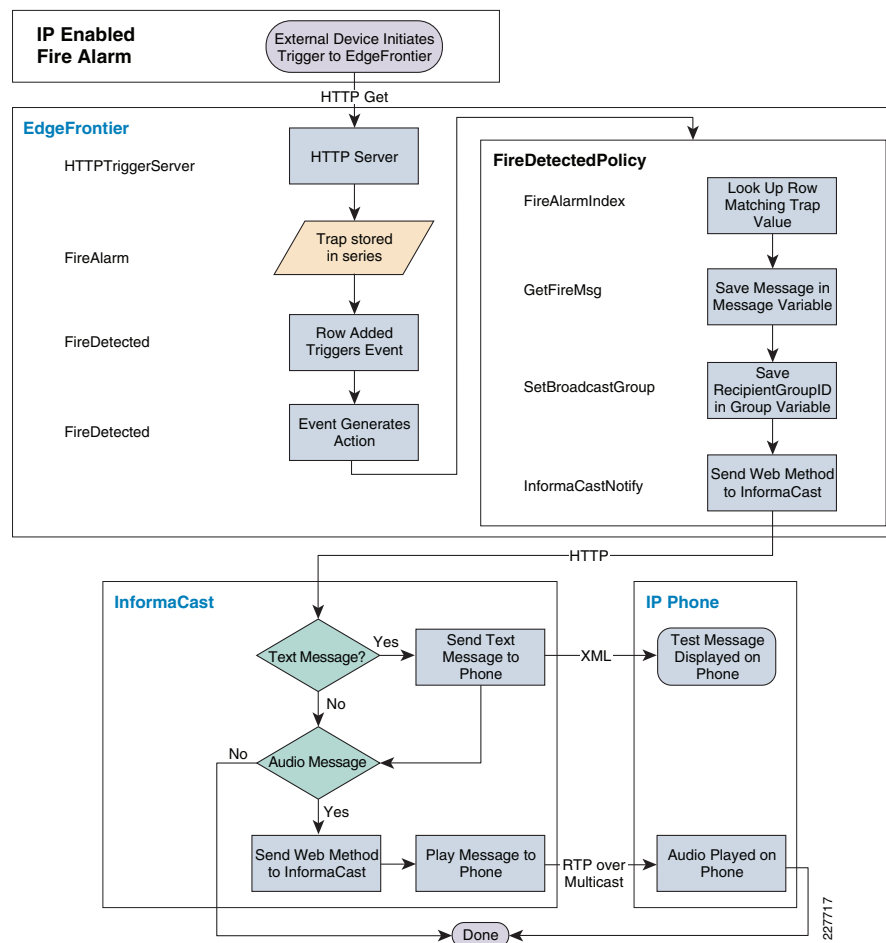 IP Enabled
Fire Alarm
External Device Initiates
Trigger to EdgeFrontier
HTTP Get
EdgeFrontier
HTTPTriggerServer
HTTP Server
FireAlarm
Trap stored
in series
FireDetected
Row Added
Triggers Event
FireDetected
Event Generates
Action
FireDetectedPolicy
FireAlarmIndex
Look Up Row
Matching Trap
Value
GetFireMsg
Save Message in
Message Variable
SetBroadcastGroup
Save
RecipientGroupID
in Group Variable
InformaCastNotify
Send Web Method
to InformaCast
HTTP
InformaCast
Text Message?
Yes
Send Text
Message to
Phone
XML
IP Phone
Test Message
Displayed on
Phone
No
No
Audio Message
Yes
Send Web Method
to InformaCast
Play Message to
Phone
RTP over
Multicast
Audio Played on
Phone
Done
227717